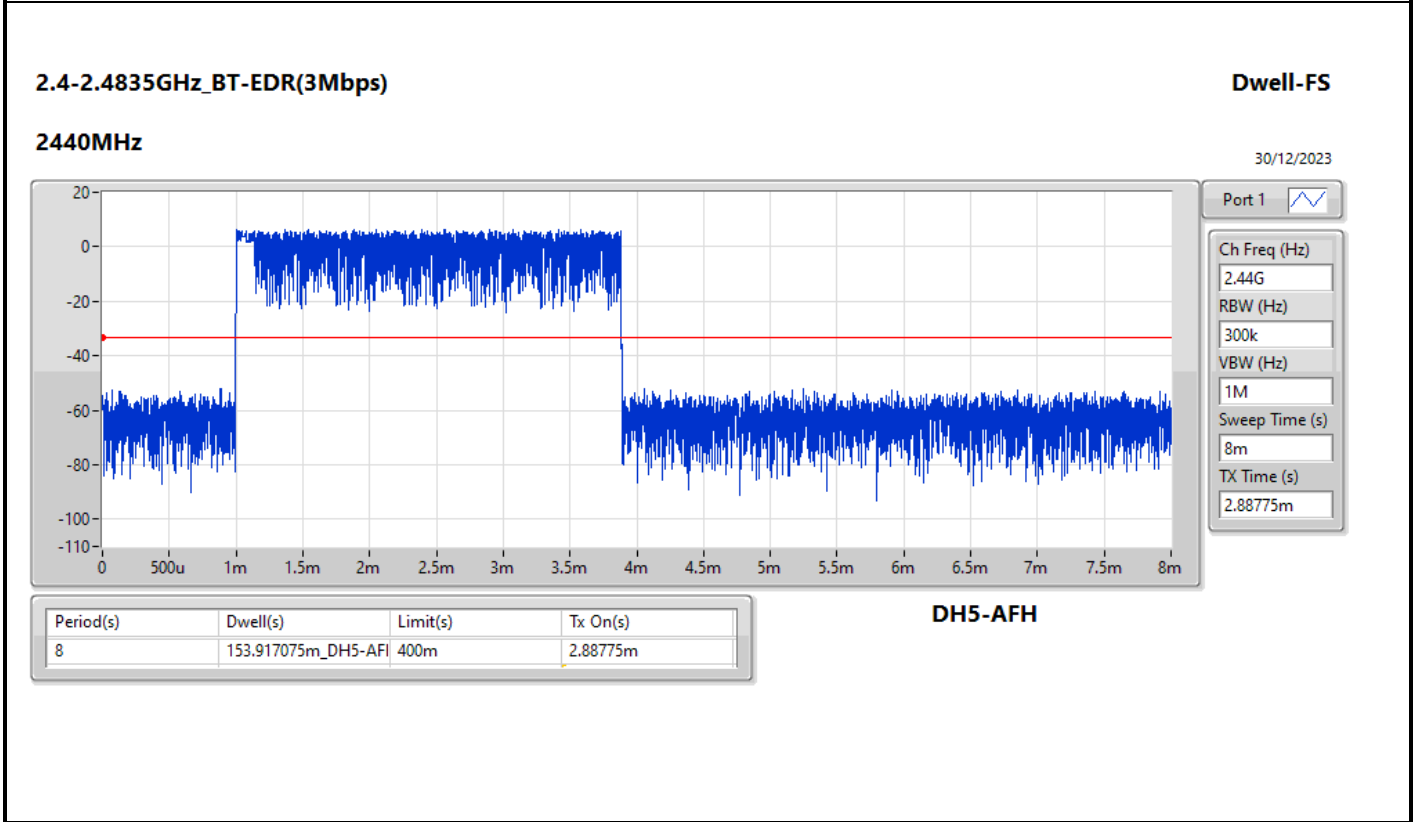 2.4-2.4835GHz_BT-EDR(3Mbps)
Dwell-FS
2440MHz
30/12/2023
20
0
-20
-40
-60
-80
-100
-110
0 500u 1m 1.5m 2m 2.5m 3m 3.5m 4m 4.5m 5m 5.5m 6m 6.5m 7m 7.5m 8m
Port 1
Ch Freq (Hz)
2.44G
RBW (Hz)
300k
VBW (Hz)
1M
Sweep Time (s)
8m
TX Time (s)
2.88775m
Period(s) Dwell(s) Limit(s) Tx On(s)
8 153.917075m_DH5-AFH 400m 2.88775m
DH5-AFH